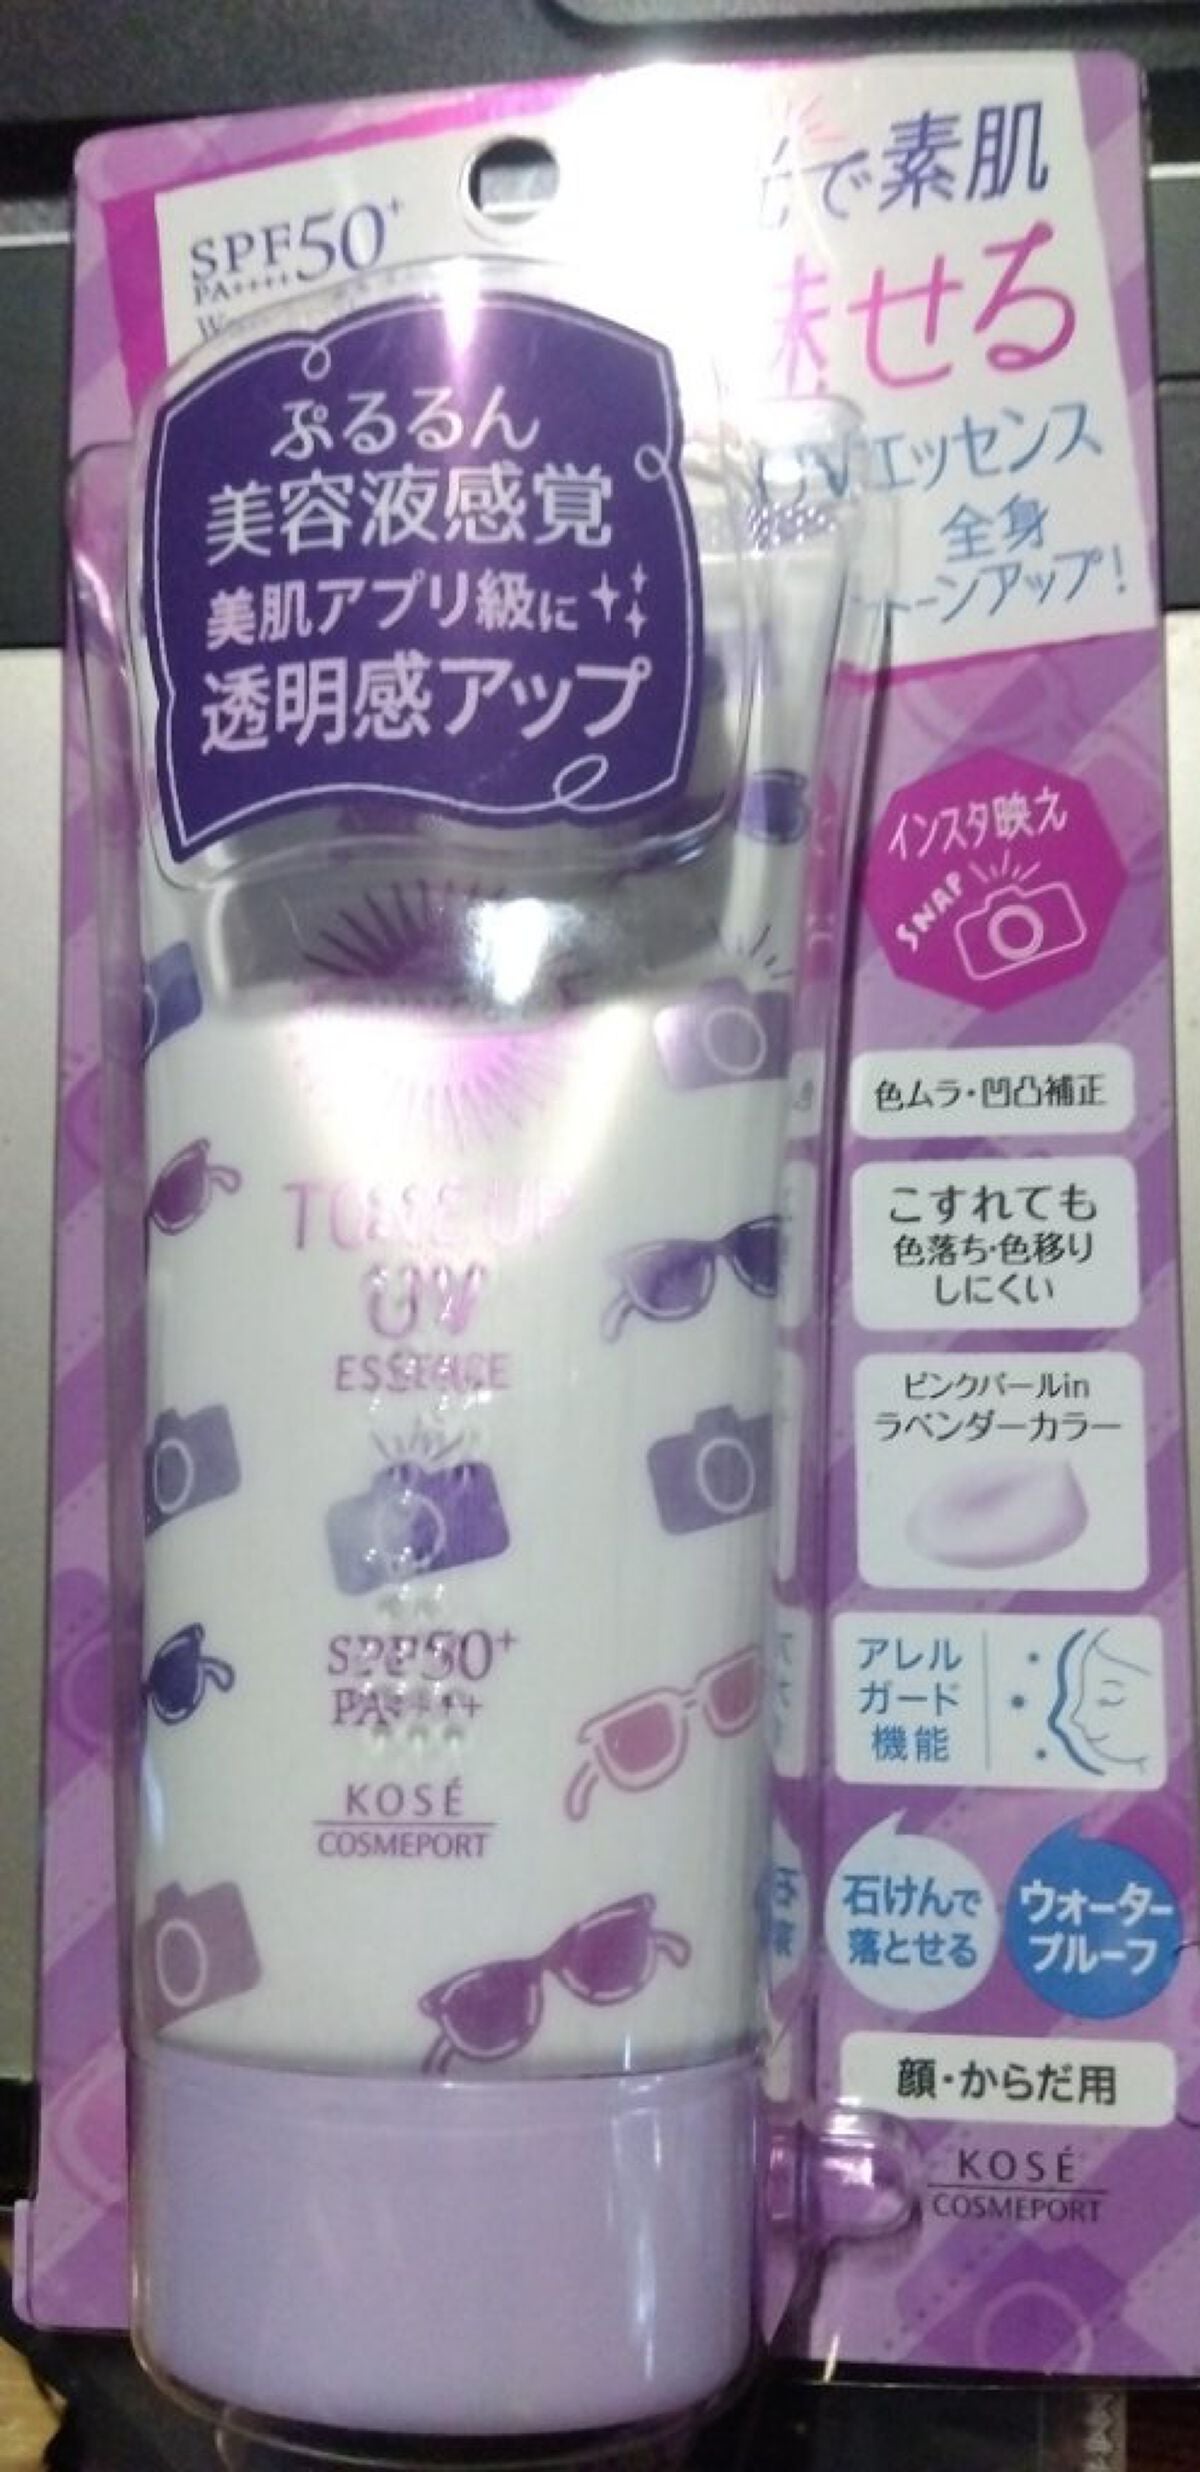 SPF50+
PA++++
で素肌
せる
UVエッセンス
全身
トーンアップ!
ぷるるん
美容液感覚
美肌アプリ級に
透明感アップ
インスタ映え
SNAP
色ムラ・凹凸補正
こすれても
色落ち・色移り
しにくい
ピンクパールin
ラベンダーカラー
アレル
ガード
機能
石けんで
落とせる
ウォーター
プルーフ
顔・からだ用
KOSÉ
COSMEPORT
TONE UP
UV
ESSENCE
SPF50+
PA++++
KOSÉ
COSMEPORT